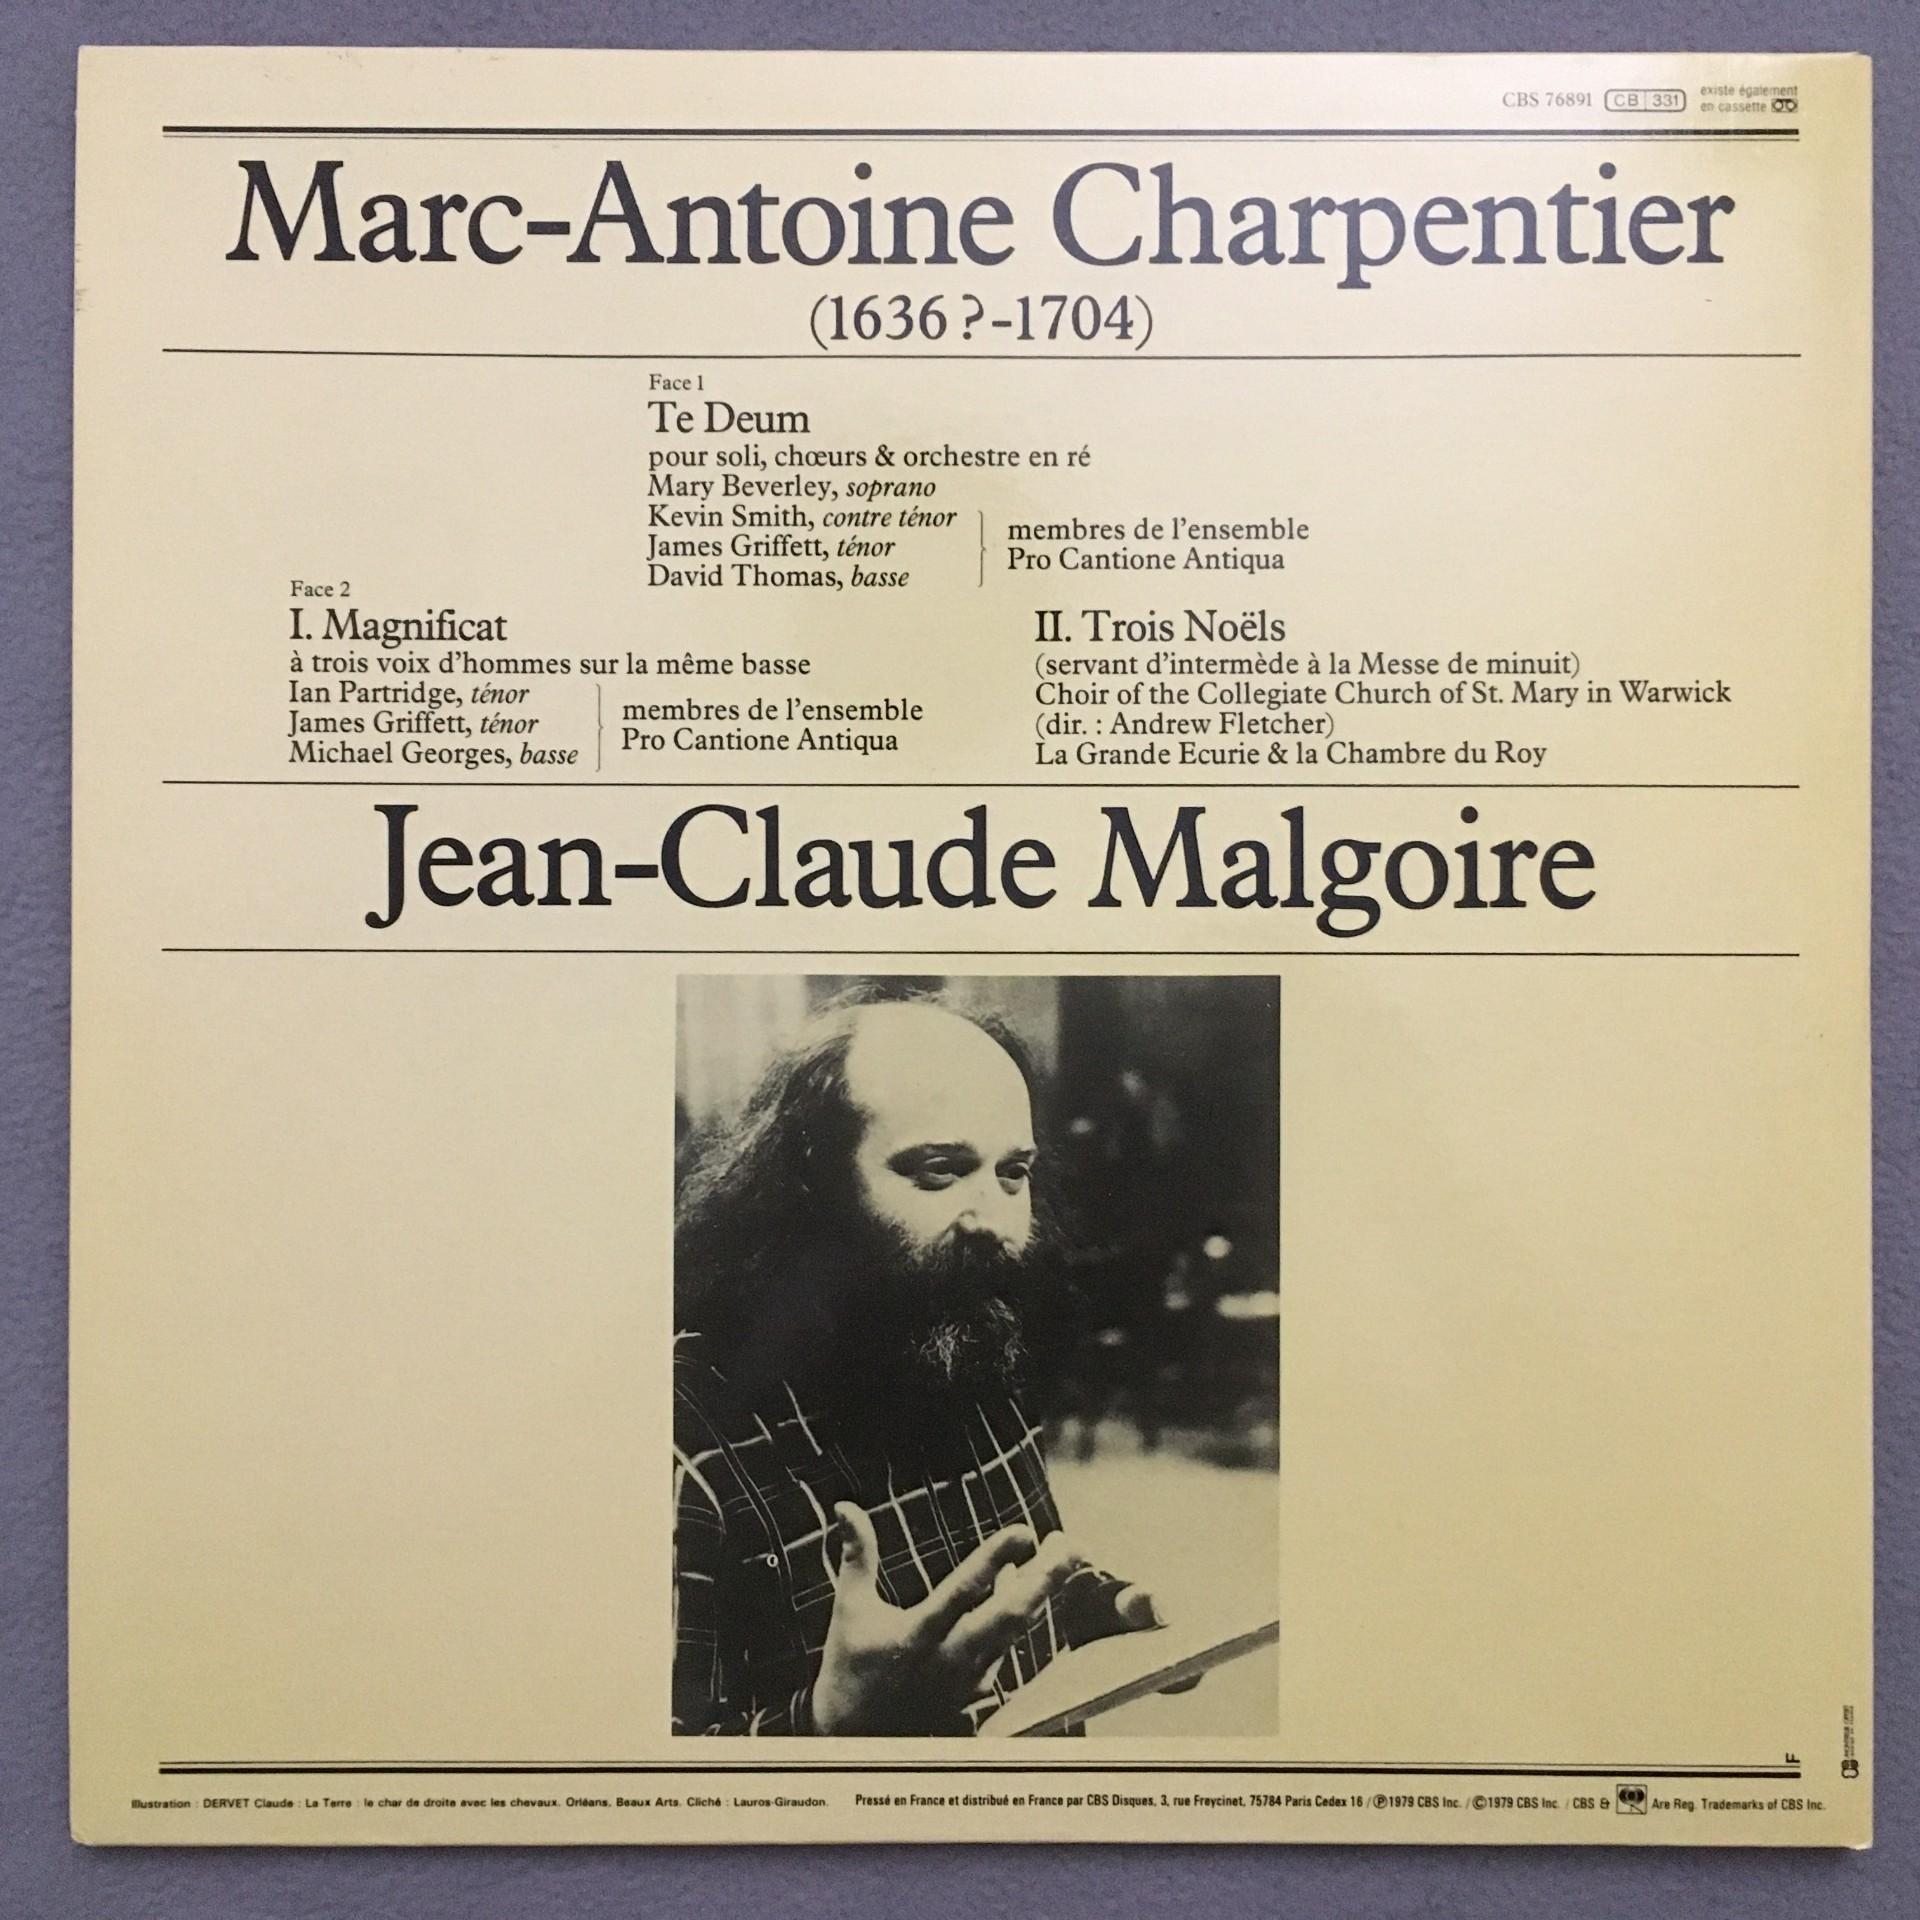 CBS 76891 CB 331 existe également
en cassette
Marc-Antoine Charpentier
(1636 ?-1704)
Face 1
Te Deum
pour soli, chœurs & orchestre en ré
Mary Beverley, soprano
Kevin Smith, contre ténor
James Griffett, ténor
David Thomas, basse
membres de l'ensemble
Pro Cantione Antiqua
Face 2
I. Magnificat
à trois voix d'hommes sur la même basse
Ian Partridge, ténor
James Griffett, ténor
Michael Georges, basse
membres de l'ensemble
Pro Cantione Antiqua
II. Trois Noëls
(servant d'intermède à la Messe de minuit)
Choir of the Collegiate Church of St. Mary in Warwick
(dir. : Andrew Fletcher)
La Grande Ecurie & la Chambre du Roy
Jean-Claude Malgoire
F
Illustration : DERVET Claude : La Terre : le char de droite avec les chevaux. Orléans, Beaux Arts. Cliché : Lauros-Giraudon.
Pressé en France et distribué en France par CBS Disques, 3, rue Freycinet, 75784 Paris Cedex 16 / Ⓟ 1979 CBS Inc. / © 1979 CBS Inc. / CBS & Are Reg. Trademarks of CBS Inc.